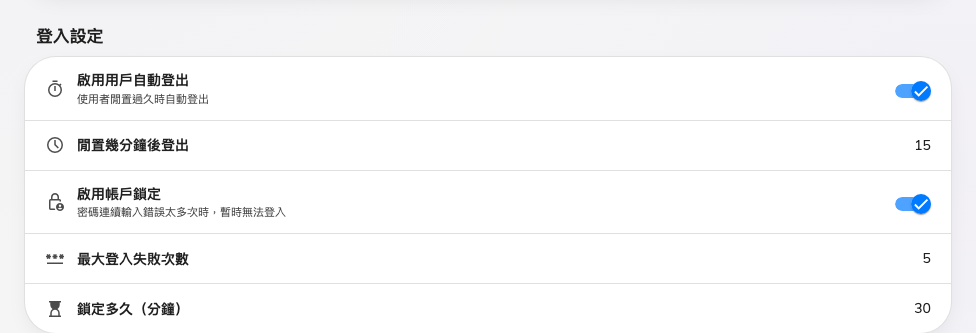 登入設定
啟用用戶自動登出
使用者閒置過久時自動登出
閒置幾分鐘後登出
15
啟用帳戶鎖定
密碼連續輸入錯誤太多次時，暫時無法登入
最大登入失敗次數
5
鎖定多久（分鐘）
30